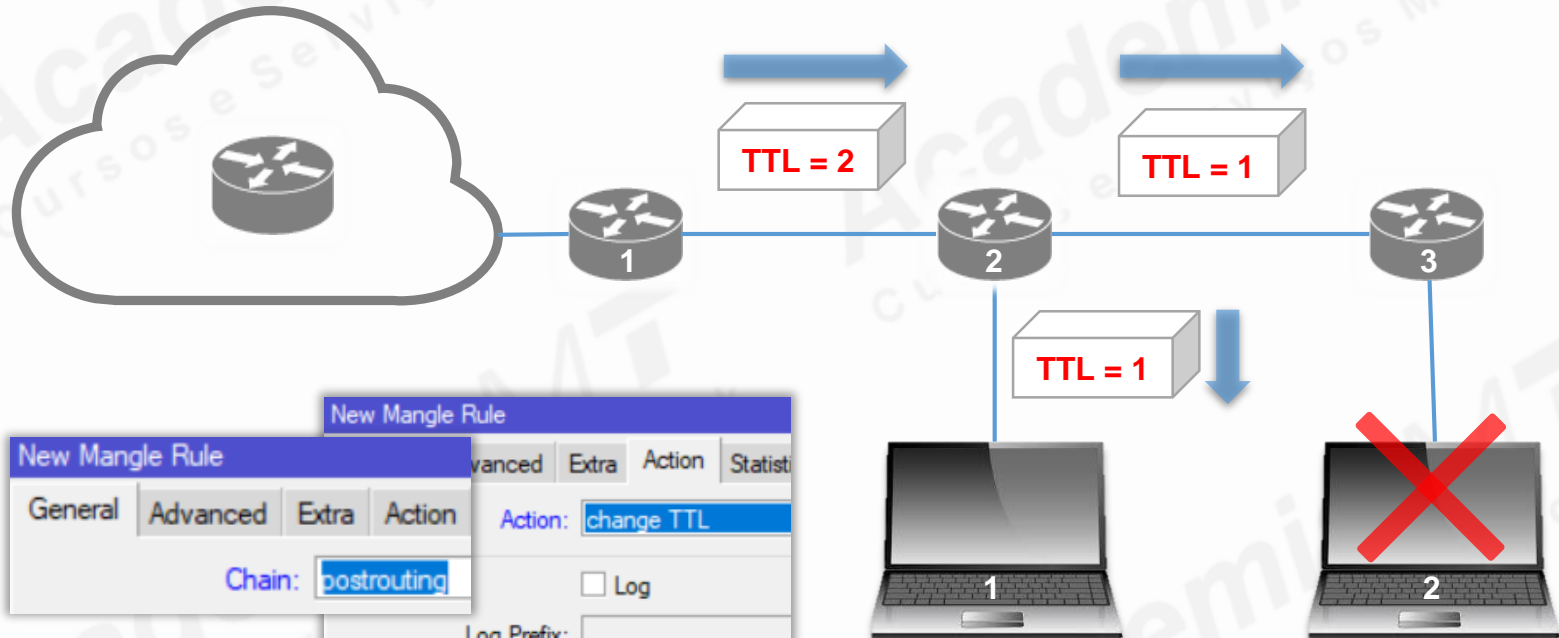 TTL = 2
TTL = 1
1
2
3
TTL = 1
New Mangle Rule
vanced Extra Action Statisti
Action: change TTL
Log
Log Prefix:
New Mangle Rule
General Advanced Extra Action
Chain: postrouting
1
2